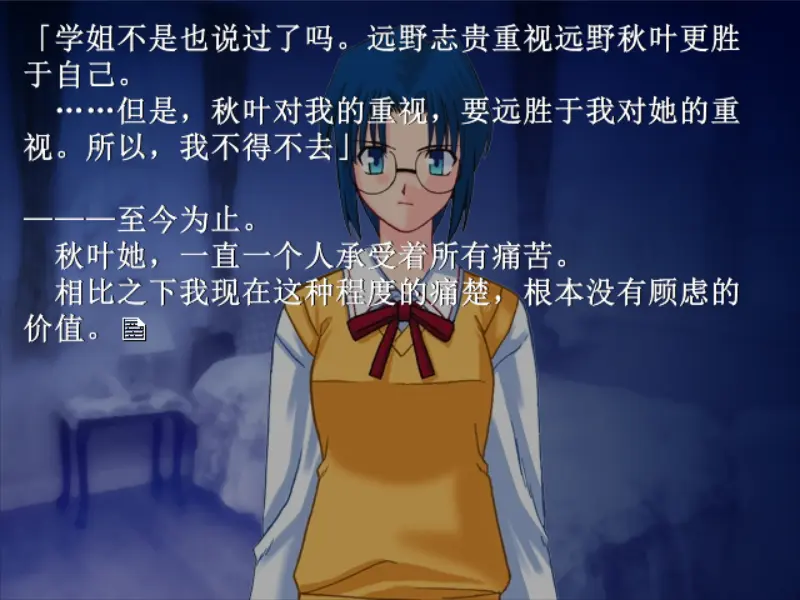 「学姐不是也说过了吗。远野志贵重视远野秋叶更胜
于自己。
……但是，秋叶对我的重视，要远胜于我对她的重
视。所以，我不得不去」
———至今为止。
秋叶她，一直一个人承受着所有痛苦。
相比之下我现在这种程度的痛楚，根本没有顾虑的
价值。